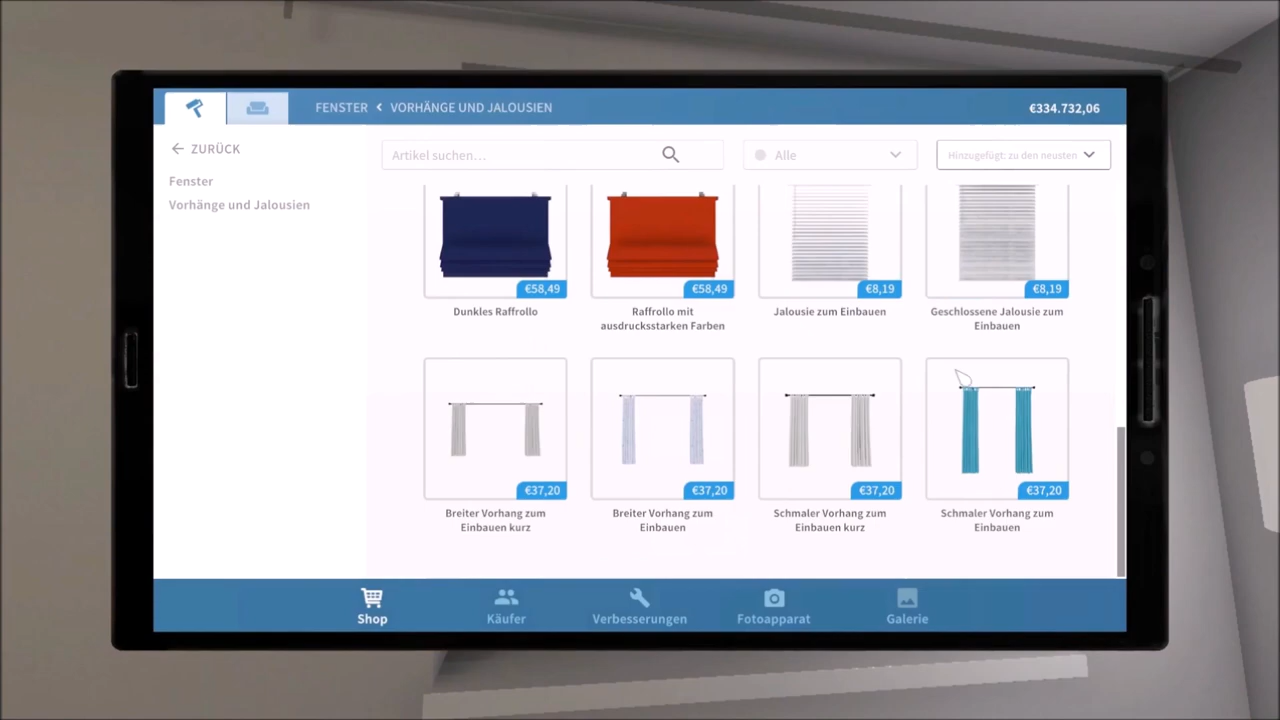 FENSTER < VORHÄNGE UND JALOUSIEN
€334.732,06
ZURÜCK
Fenster
Vorhänge und Jalousien
Artikel suchen...
Alle
Hinzugefügt: zu den neusten
€58,49
€58,49
€8,19
€8,19
Dunkles Raffrollo
Raffrollo mit
ausdrucksstarken Farben
Jalousie zum Einbauen
Geschlossene Jalousie zum
Einbauen
€37,20
€37,20
€37,20
€37,20
Breiter Vorhang zum
Einbauen kurz
Breiter Vorhang zum
Einbauen
Schmaler Vorhang zum
Einbauen kurz
Schmaler Vorhang zum
Einbauen
Shop
Käufer
Verbesserungen
Fotoapparat
Galerie